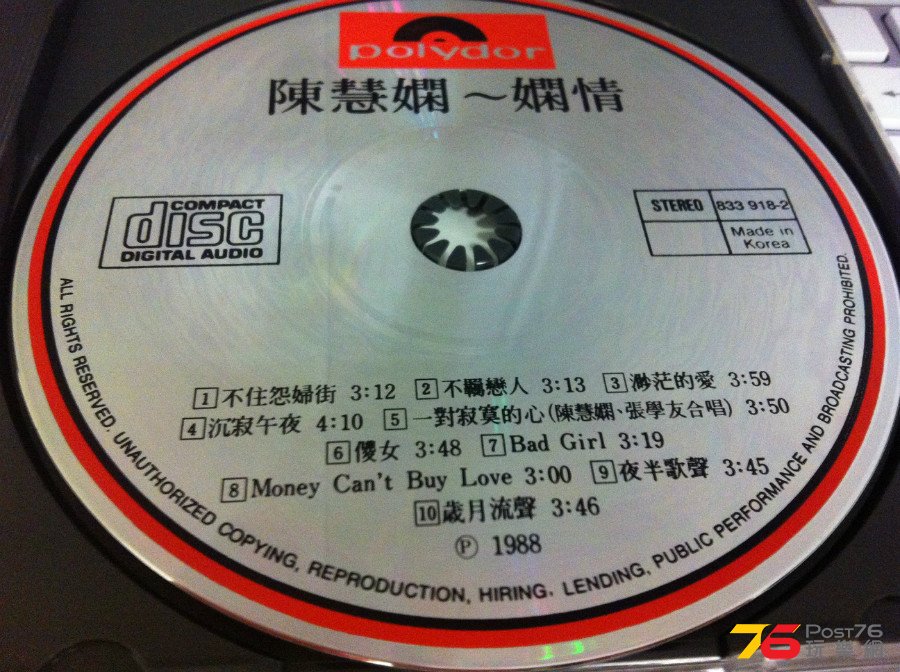 polydor
陳慧嫻～嫻情
COMPACT
disc
DIGITAL AUDIO
STEREO 833 918-2
Made in
Korea
1 不住怨婦街 3:12 2 不羈戀人 3:13 3 渺茫的愛 3:59
4 沉寂午夜 4:10 5 一對寂寞的心(陳慧嫻、張學友合唱) 3:50
6 儍女 3:48 7 Bad Girl 3:19
8 Money Can't Buy Love 3:00 9 夜半歌聲 3:45
10 歲月流聲 3:46
Ⓟ 1988
ALL RIGHTS RESERVED. UNAUTHORIZED COPYING, REPRODUCTION, HIRING, LENDING, PUBLIC PERFORMANCE AND BROADCASTING PROHIBITED.
76 Post76
玩樂網